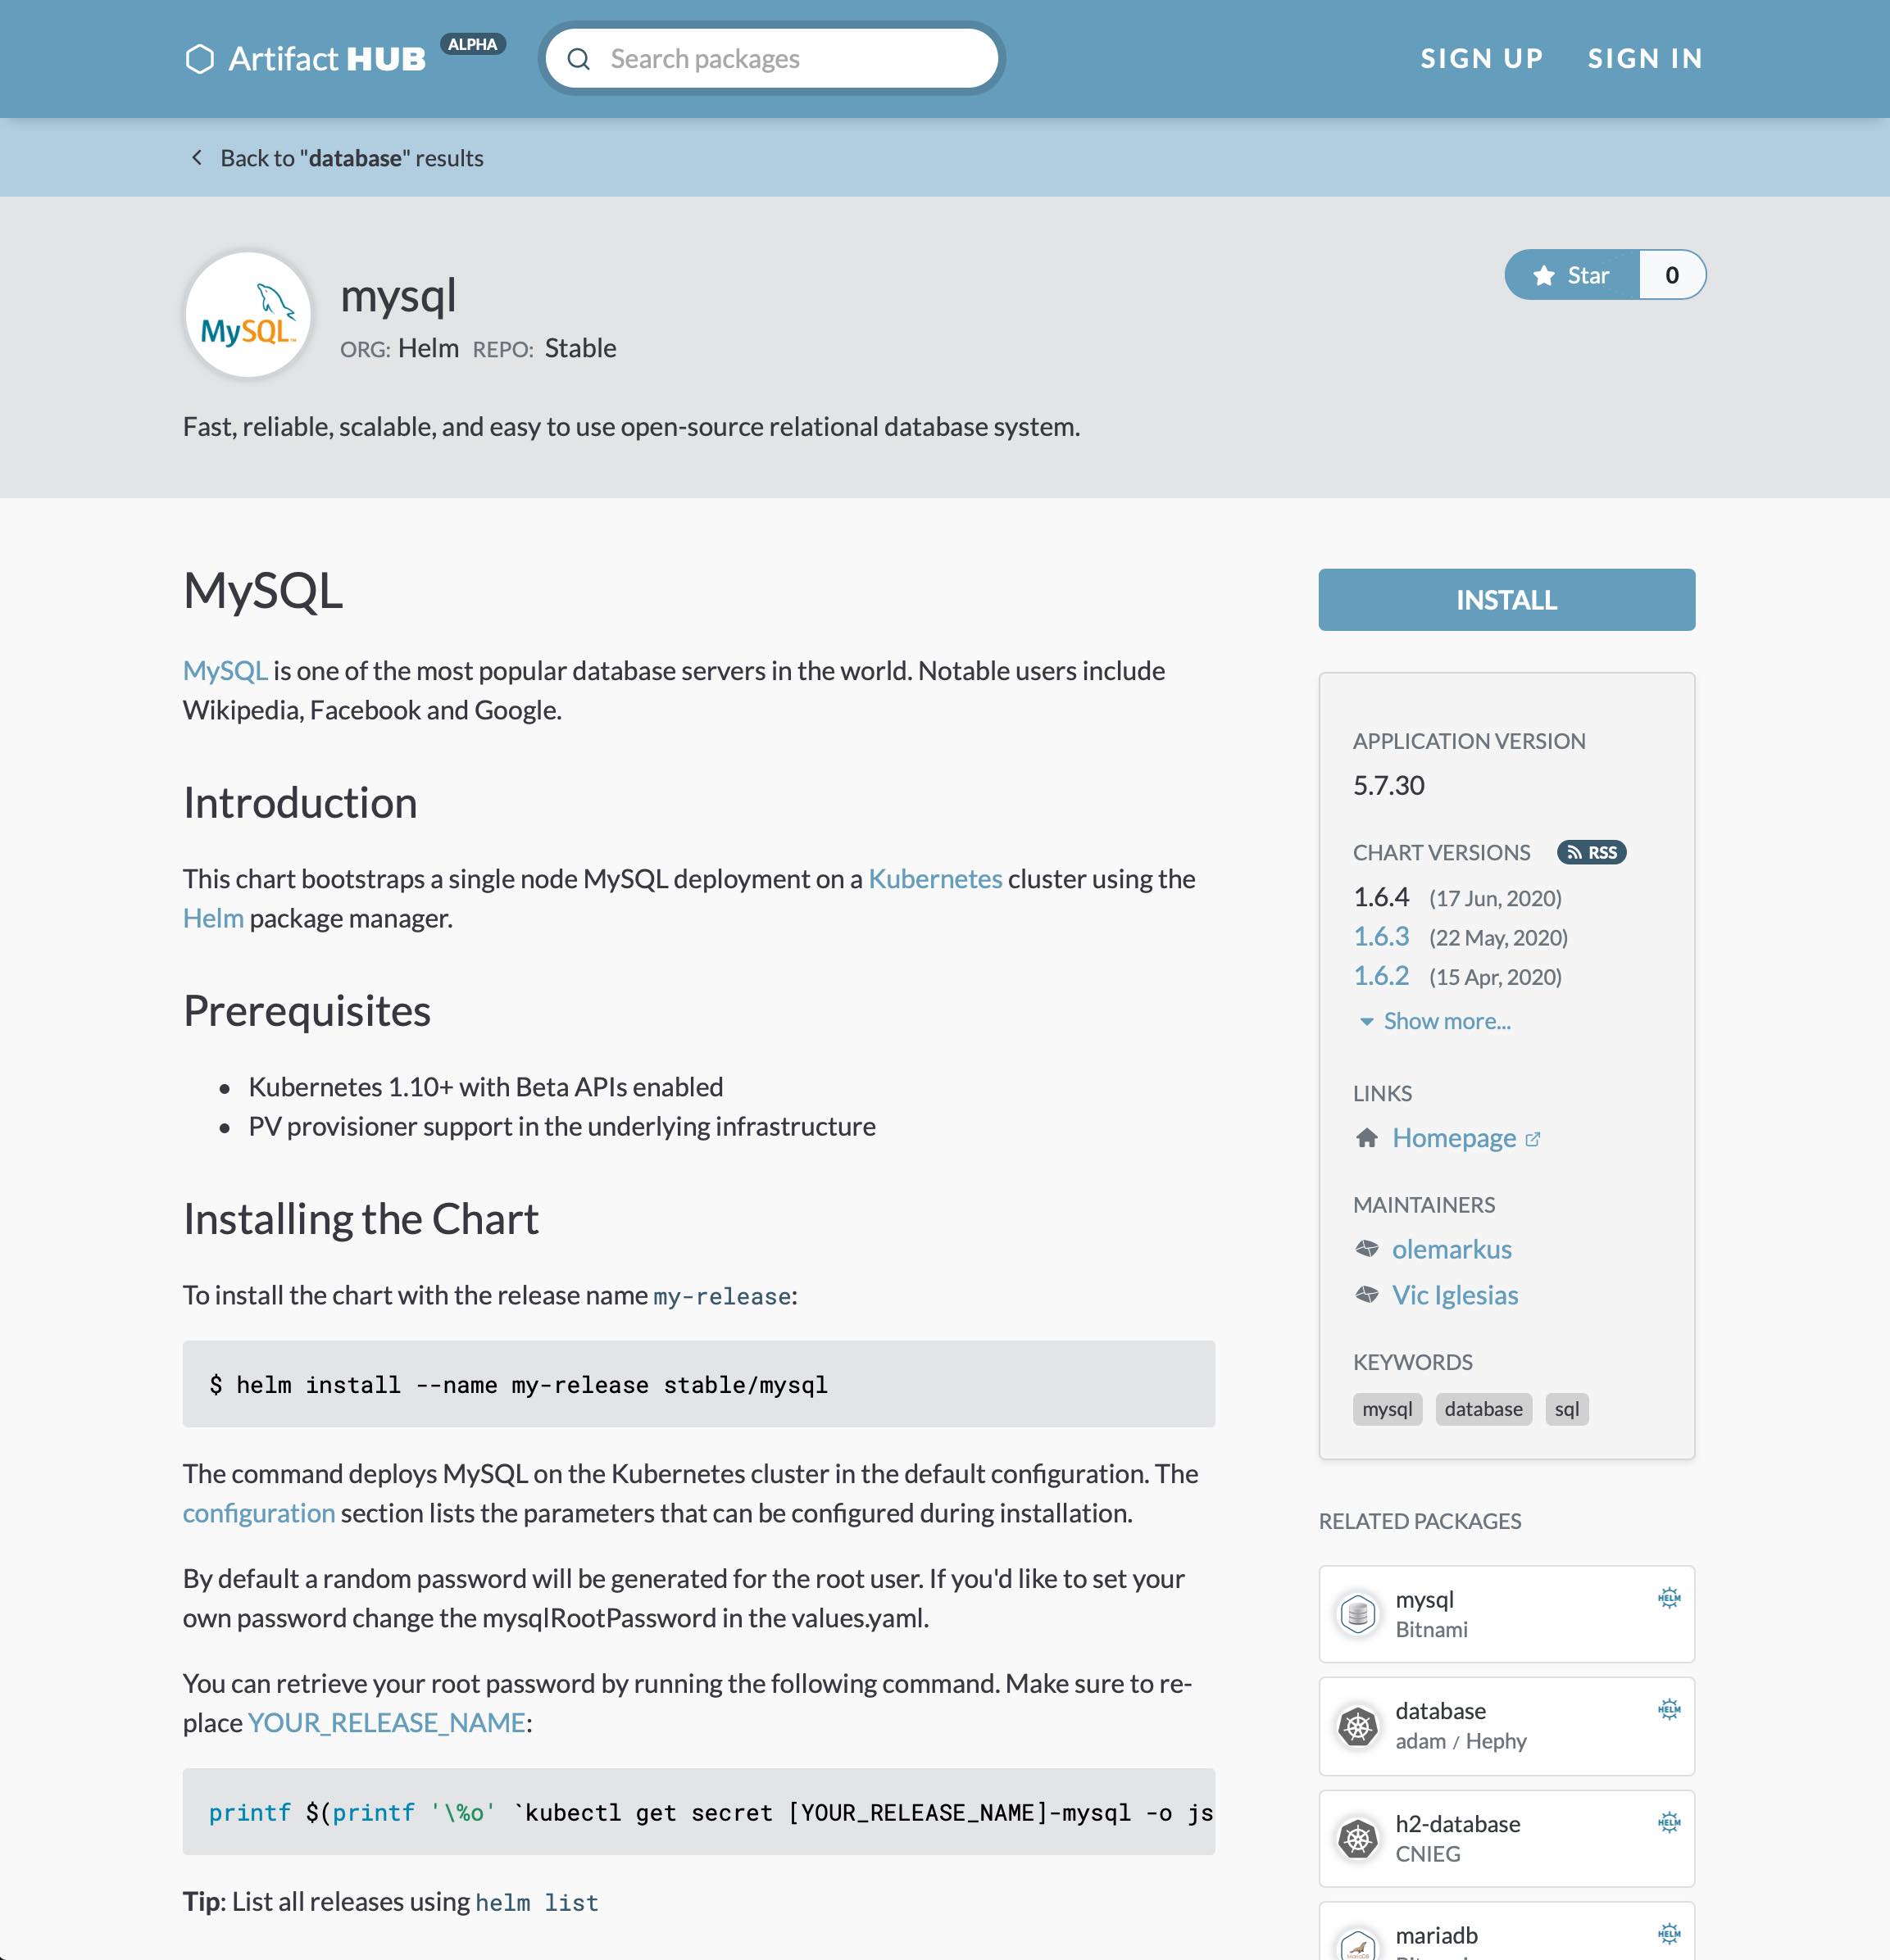 Artifact HUB ALPHA
Search packages
SIGN UP SIGN IN
Back to "database" results
MySQL
mysql
ORG: Helm REPO: Stable
Star 0
Fast, reliable, scalable, and easy to use open-source relational database system.
MySQL
MySQL is one of the most popular database servers in the world. Notable users include
Wikipedia, Facebook and Google.
Introduction
This chart bootstraps a single node MySQL deployment on a Kubernetes cluster using the
Helm package manager.
Prerequisites
• Kubernetes 1.10+ with Beta APIs enabled
• PV provisioner support in the underlying infrastructure
Installing the Chart
To install the chart with the release name my-release:
$ helm install --name my-release stable/mysql
The command deploys MySQL on the Kubernetes cluster in the default configuration. The
configuration section lists the parameters that can be configured during installation.
By default a random password will be generated for the root user. If you'd like to set your
own password change the mysqlRootPassword in the values.yaml.
You can retrieve your root password by running the following command. Make sure to re-
place YOUR_RELEASE_NAME:
printf $(printf '\%o' `kubectl get secret [YOUR_RELEASE_NAME]-mysql -o js
Tip: List all releases using helm list
INSTALL
APPLICATION VERSION
5.7.30
CHART VERSIONS RSS
1.6.4 (17 Jun, 2020)
1.6.3 (22 May, 2020)
1.6.2 (15 Apr, 2020)
Show more...
LINKS
Homepage
MAINTAINERS
olemarkus
Vic Iglesias
KEYWORDS
mysql database sql
RELATED PACKAGES
mysql
Bitnami
HELM
database
adam / Hephy
HELM
h2-database
CNIEG
HELM
mariadb
HELM